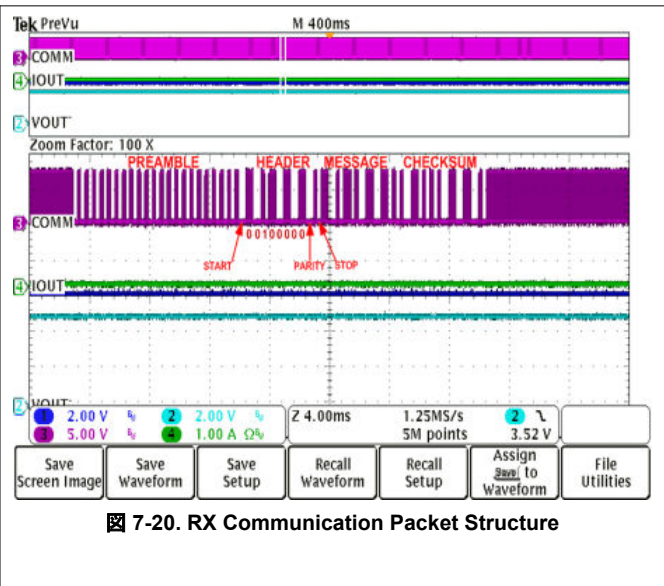 Tek PreVu M 400ms
3 COMM
4 IOUT
2 VOUT
Zoom Factor: 100 X
PREAMBLE HEADER MESSAGE CHECKSUM
3 COMM
00100000
START PARITY STOP
4 IOUT
2 VOUT
1 2.00 V 2 2.00 V Z 4.00ms 1.25MS/s 2
3 5.00 V 4 1.00 A Ω 5M points 3.52 V
Save Screen Image
Save Waveform
Save Setup
Recall Waveform
Recall Setup
Assign Save to Waveform
File Utilities
図 7-20. RX Communication Packet Structure